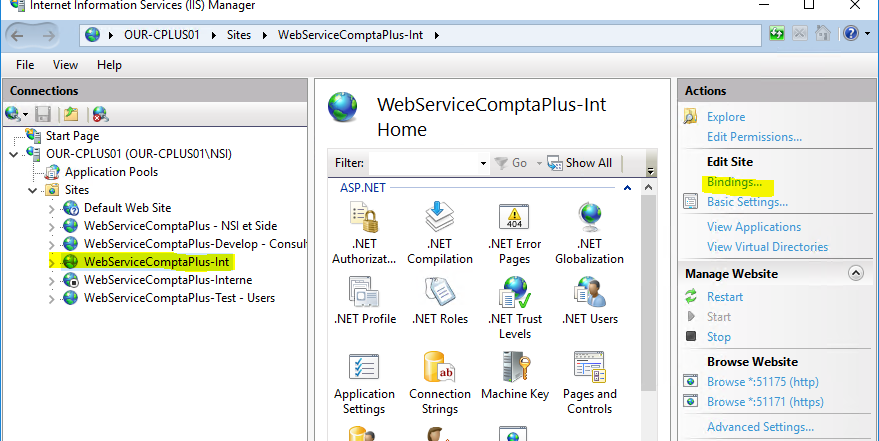 Internet Information Services (IIS) Manager
OUR-CPLUS01
Sites
WebServiceComptaPlus-Int
File View Help
Connections
Start Page
OUR-CPLUS01 (OUR-CPLUS01\NSI)
Application Pools
Sites
Default Web Site
WebServiceComptaPlus - NSI et Side
WebServiceComptaPlus-Develop - Consult
WebServiceComptaPlus-Int
WebServiceComptaPlus-Interne
WebServiceComptaPlus-Test - Users
WebServiceComptaPlus-Int
Home
Filter: Go Show All
ASP.NET
.NET
Authorizat...
.NET
Compilation
.NET Error
Pages
.NET
Globalization
.NET Profile
.NET Roles
.NET Trust
Levels
.NET Users
Application
Settings
Connection
Strings
Machine Key
Pages and
Controls
Actions
Explore
Edit Permissions...
Edit Site
Bindings...
Basic Settings...
View Applications
View Virtual Directories
Manage Website
Restart
Start
Stop
Browse Website
Browse *:51175 (http)
Browse *:51171 (https)
Advanced Settings...